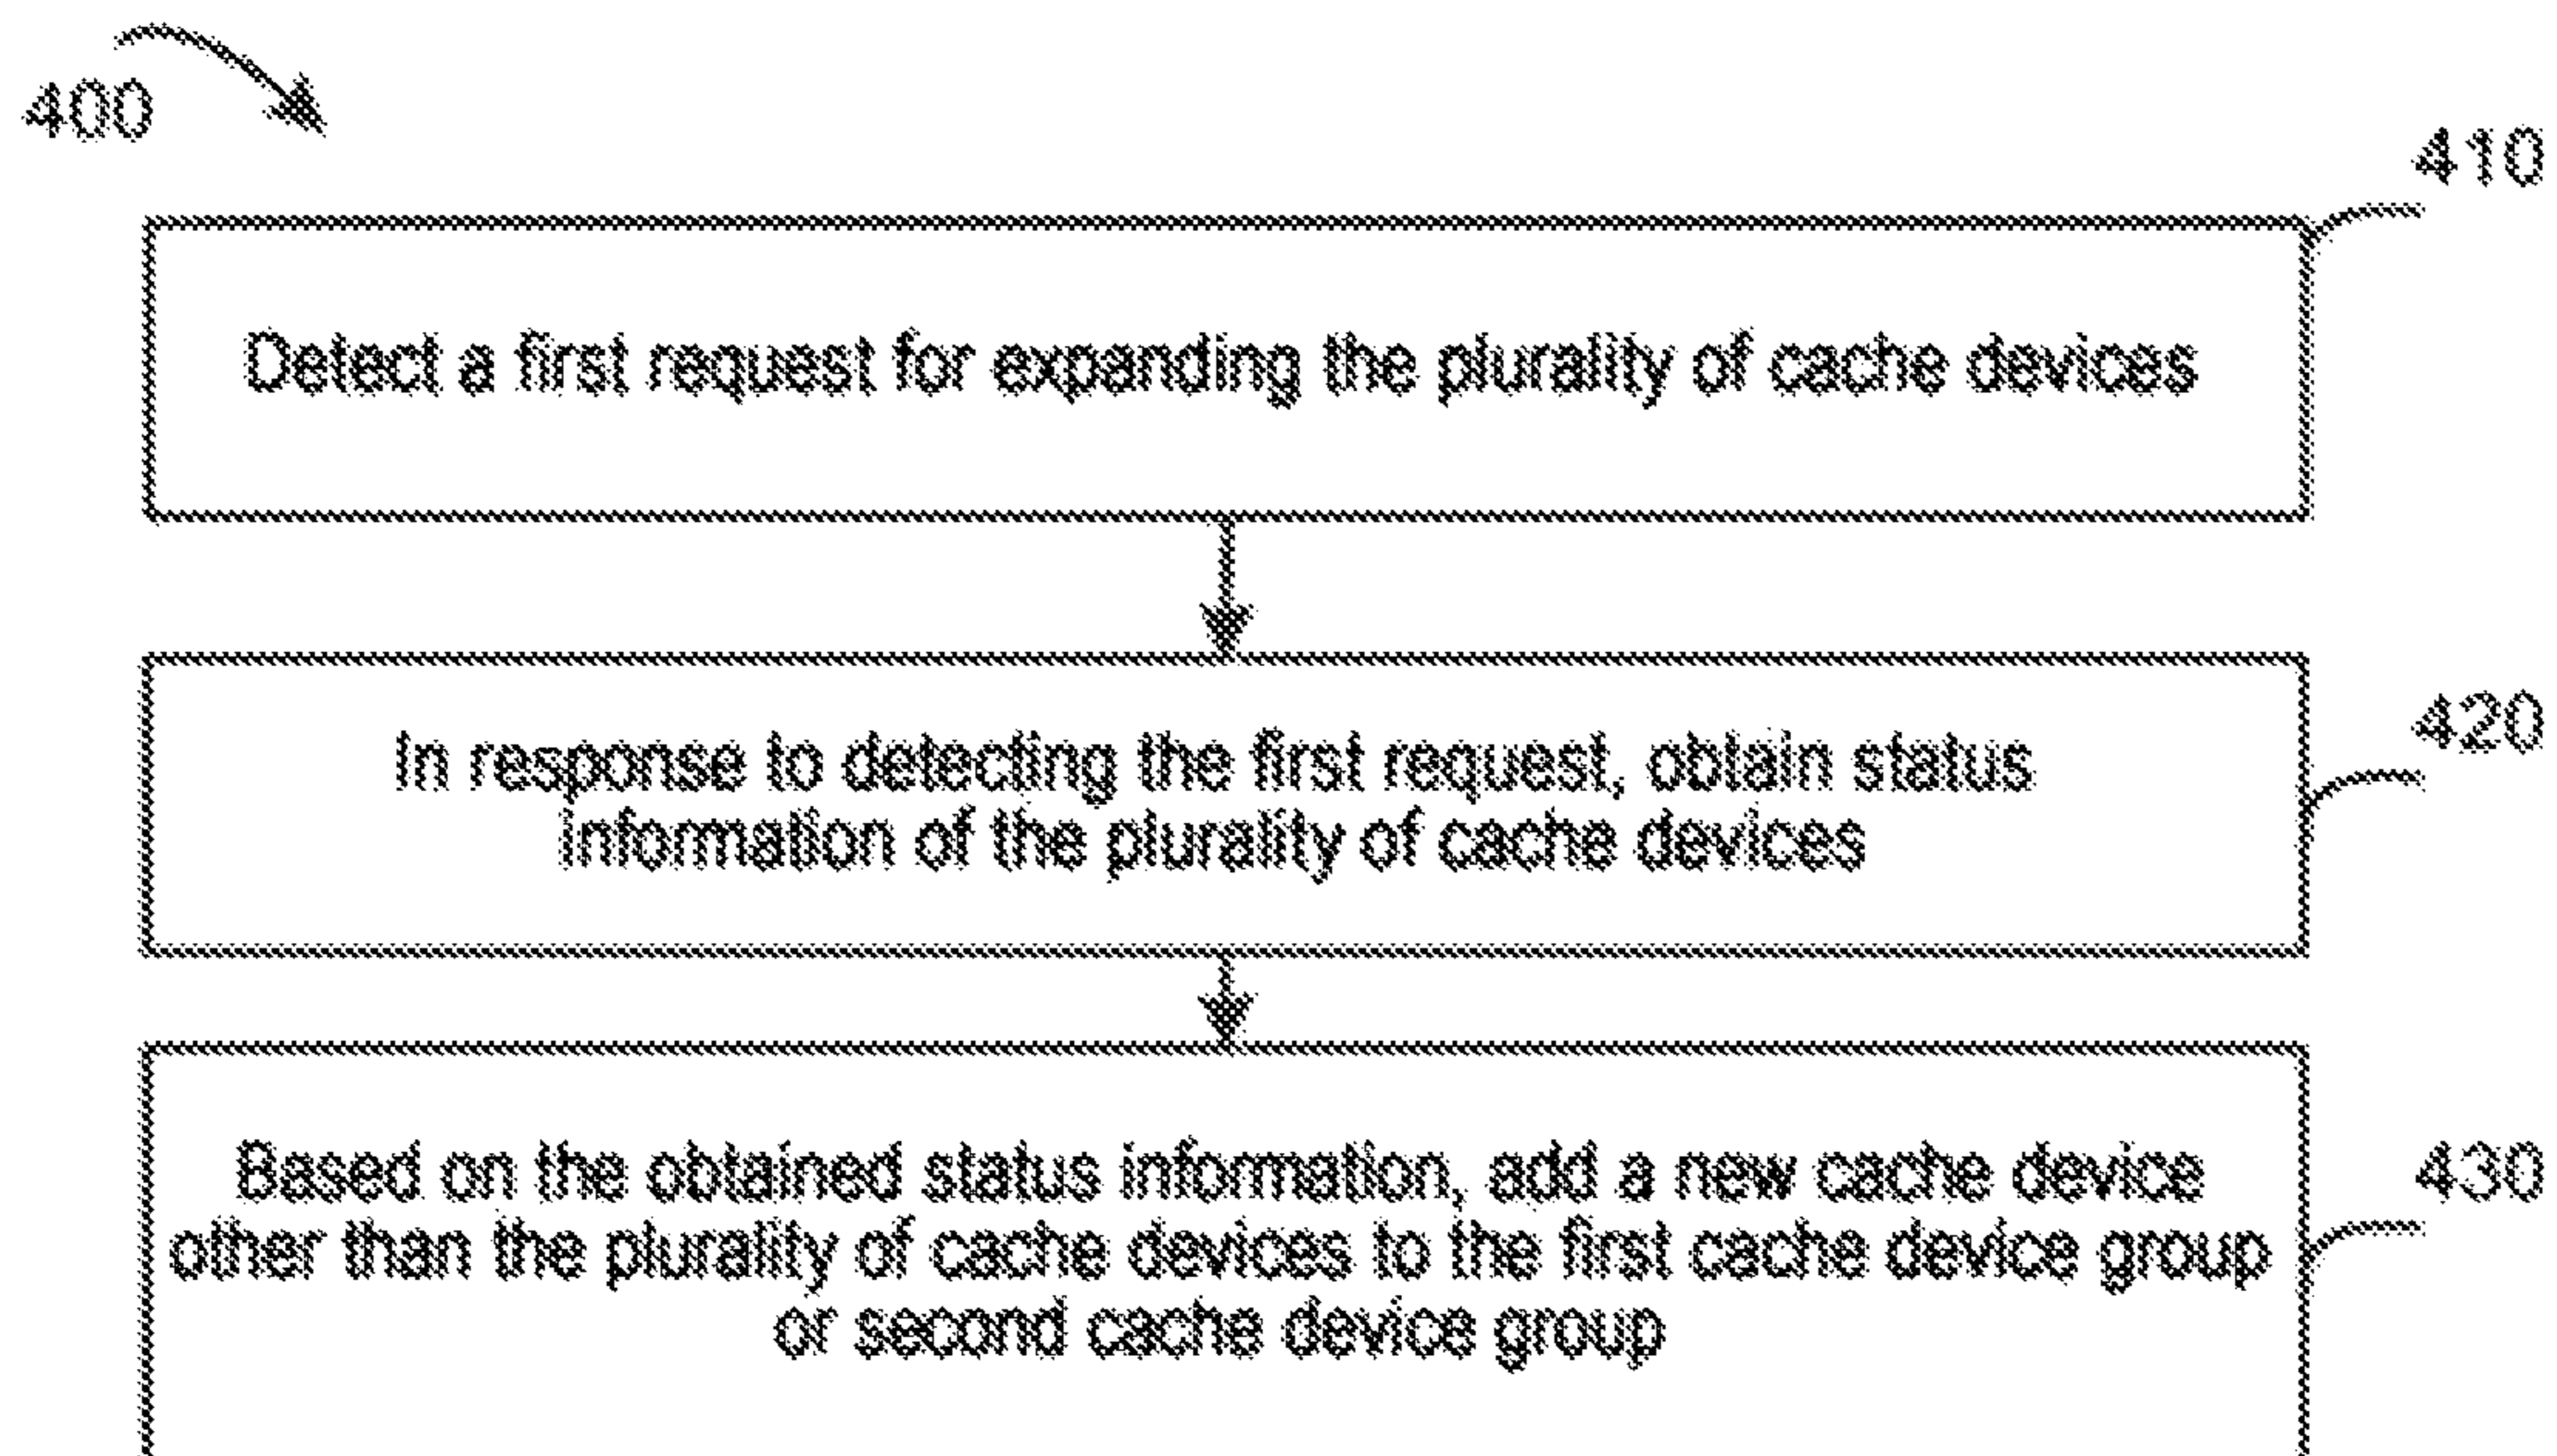 400
410
Detect a first request for expanding the plurality of cache devices
420
In response to detecting the first request, obtain status
information of the plurality of cache devices
430
Based on the obtained status information, add a new cache device
other than the plurality of cache devices to the first cache device group
or second cache device group